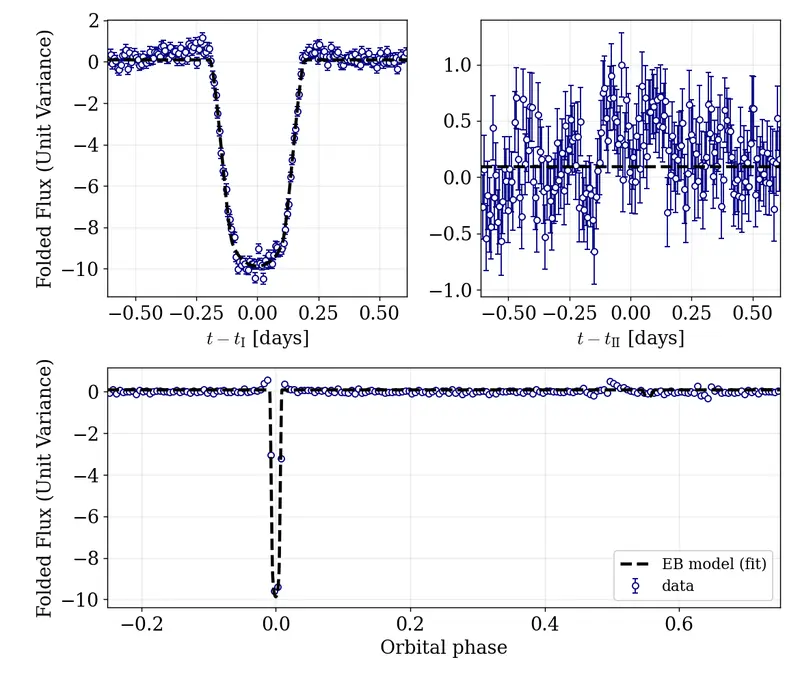 Folded Flux (Unit Variance)
2
0
−2
−4
−6
−8
−10
−0.50 −0.25 0.00 0.25 0.50
t − tI [days]
1.0
0.5
0.0
−0.5
−1.0
−0.50 −0.25 0.00 0.25 0.50
t − tII [days]
Folded Flux (Unit Variance)
0
−2
−4
−6
−8
−10
−0.2 0.0 0.2 0.4 0.6
Orbital phase
EB model (fit)
data